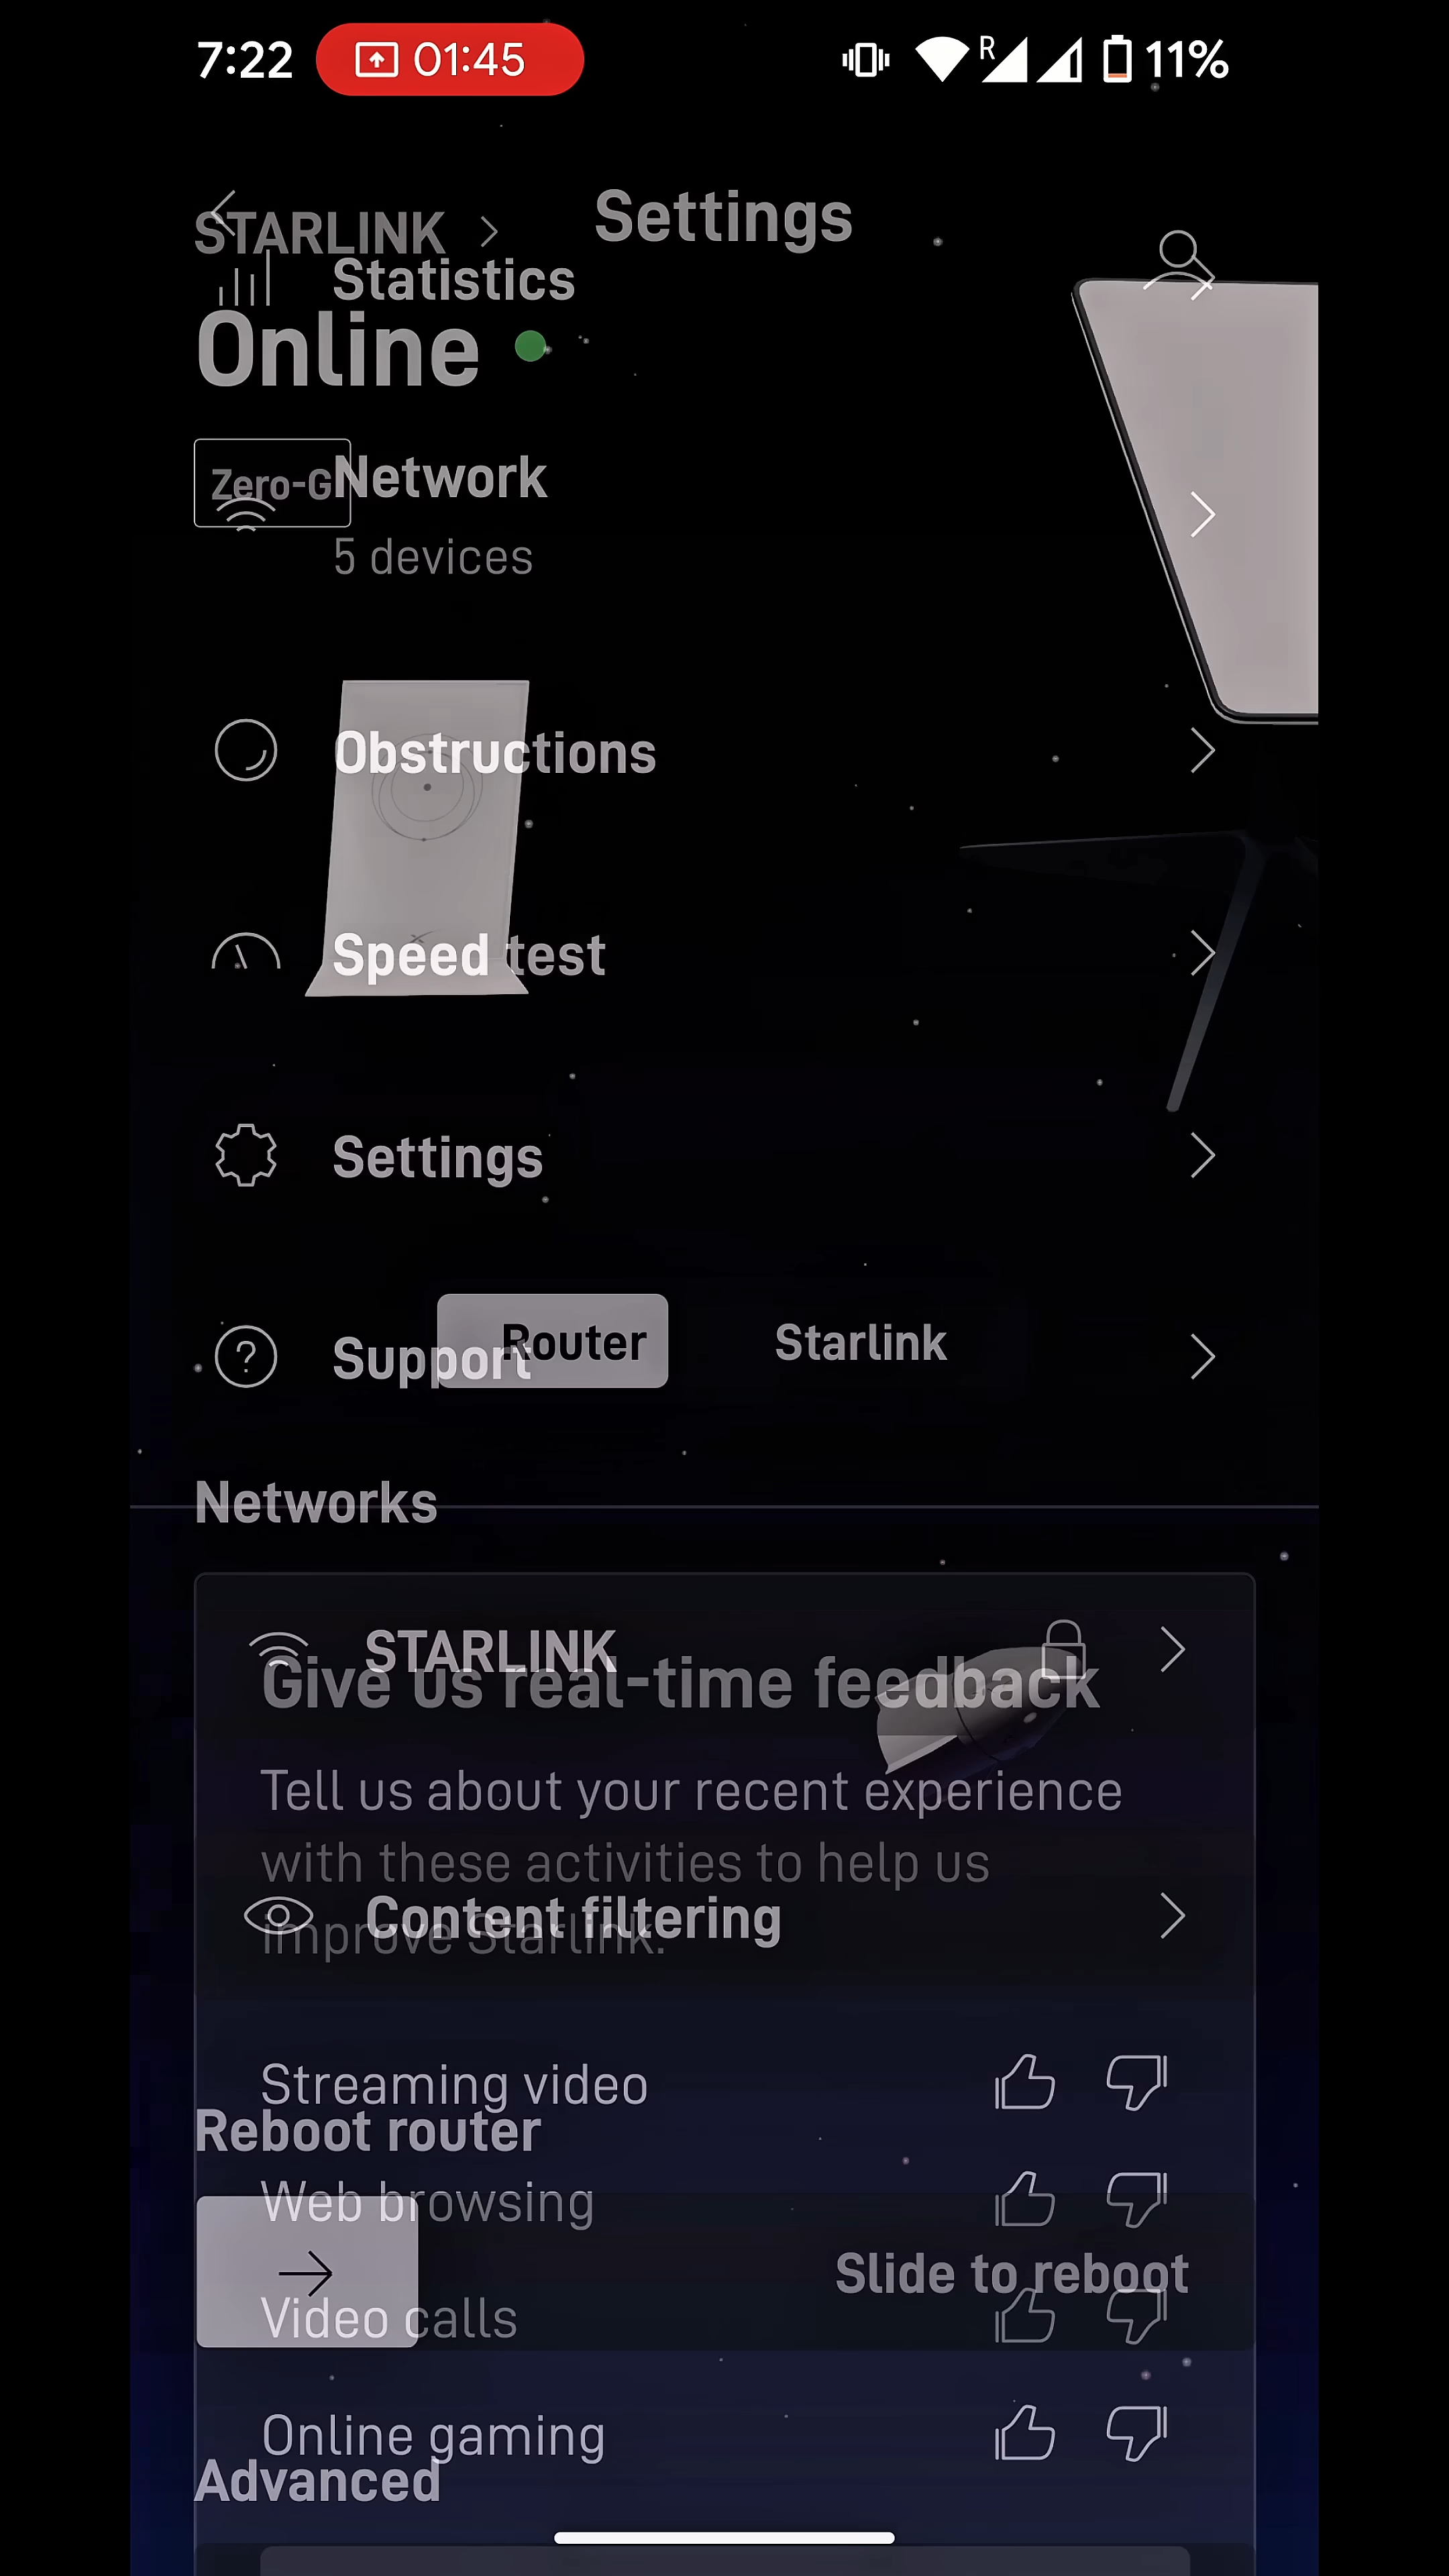 7:22 01:45 R 11%
Settings
STARLINK
Statistics
Online
Zero-G
Network
5 devices
Obstructions
Speed test
Settings
Router Starlink
Support
Networks
STARLINK
Give us real-time feedback
Tell us about your recent experience
with these activities to help us
Content filtering
improve Starlink.
Streaming video
Reboot router
Web browsing
Slide to reboot
Video calls
Online gaming
Advanced